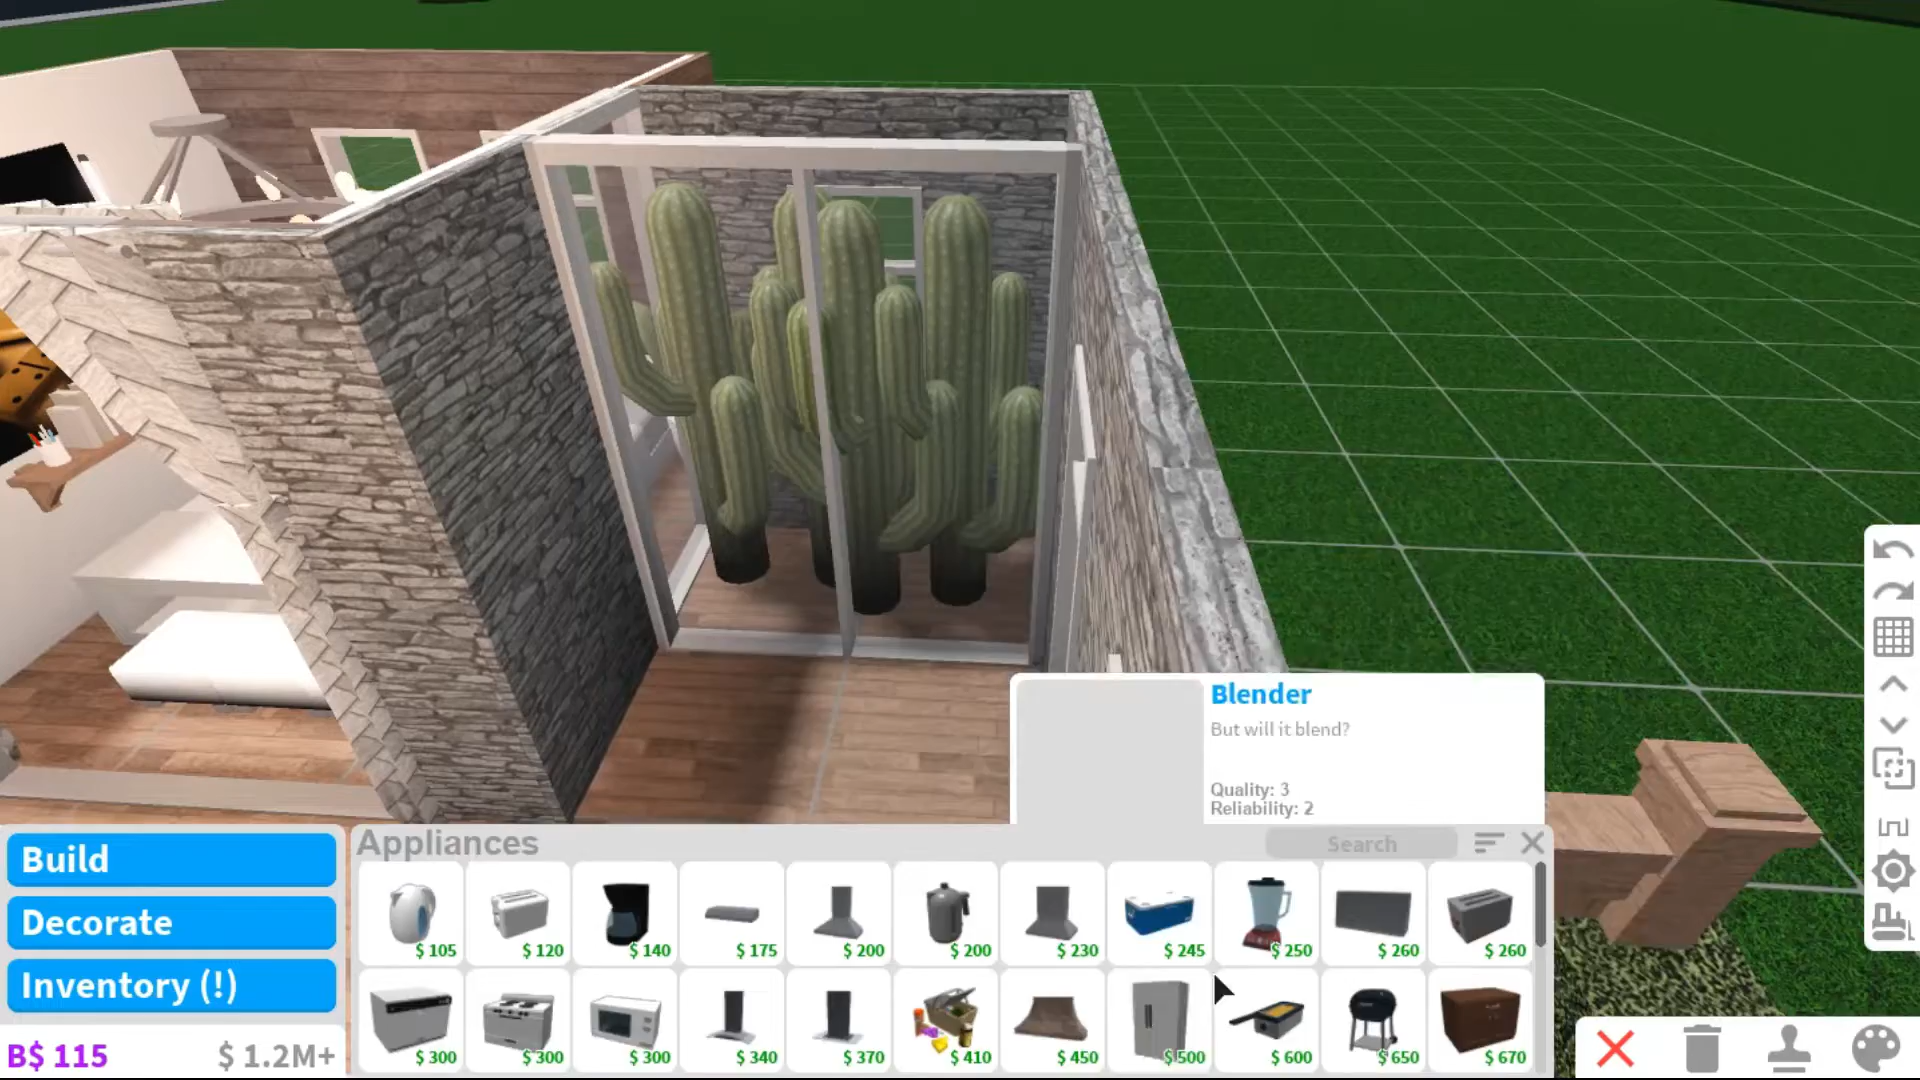 Blender
But will it blend?
Quality: 3
Reliability: 2
Build
Decorate
Inventory (!)
B$ 115
$ 1.2M+
Appliances
Search
$ 105
$ 120
$ 140
$ 175
$ 200
$ 200
$ 230
$ 245
$ 250
$ 260
$ 260
$ 300
$ 300
$ 300
$ 340
$ 370
$ 410
$ 450
$ 500
$ 600
$ 650
$ 670